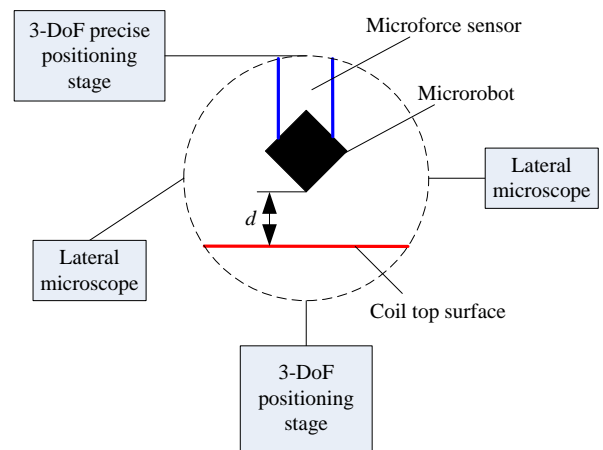 3-DoF precise
positioning
stage
Microforce sensor
Microrobot
Lateral
microscope
d
Lateral
microscope
Coil top surface
3-DoF
positioning
stage